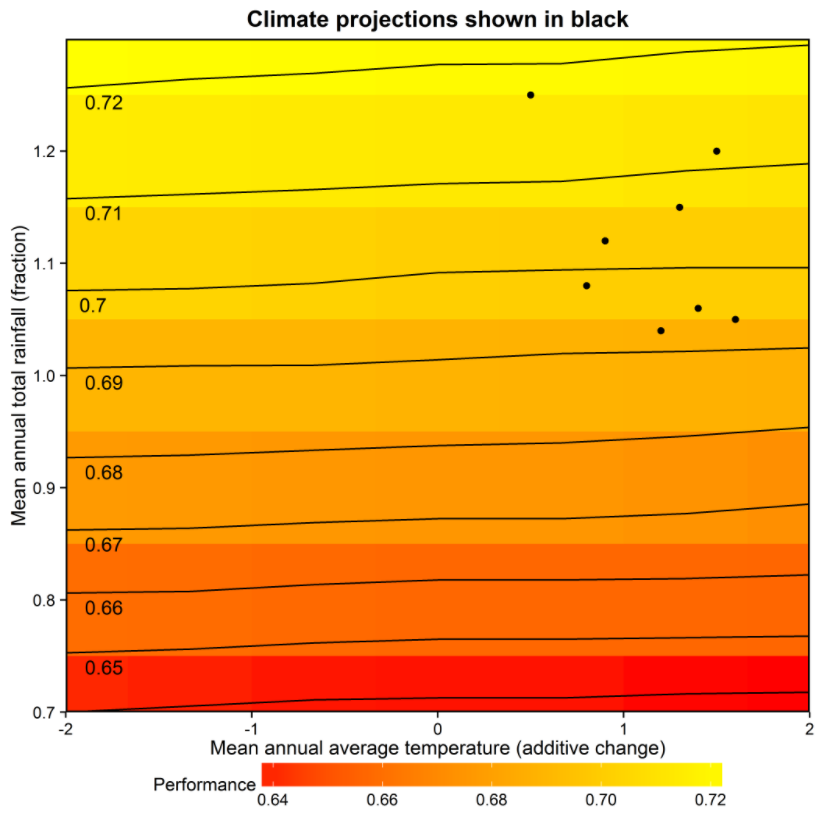 Climate projections shown in black
Mean annual total rainfall (fraction)
1.2
1.1
1.0
0.9
0.8
0.7
0.72
0.71
0.7
0.69
0.68
0.67
0.66
0.65
-2 -1 0 1 2
Mean annual average temperature (additive change)
Performance
0.64 0.66 0.68 0.70 0.72